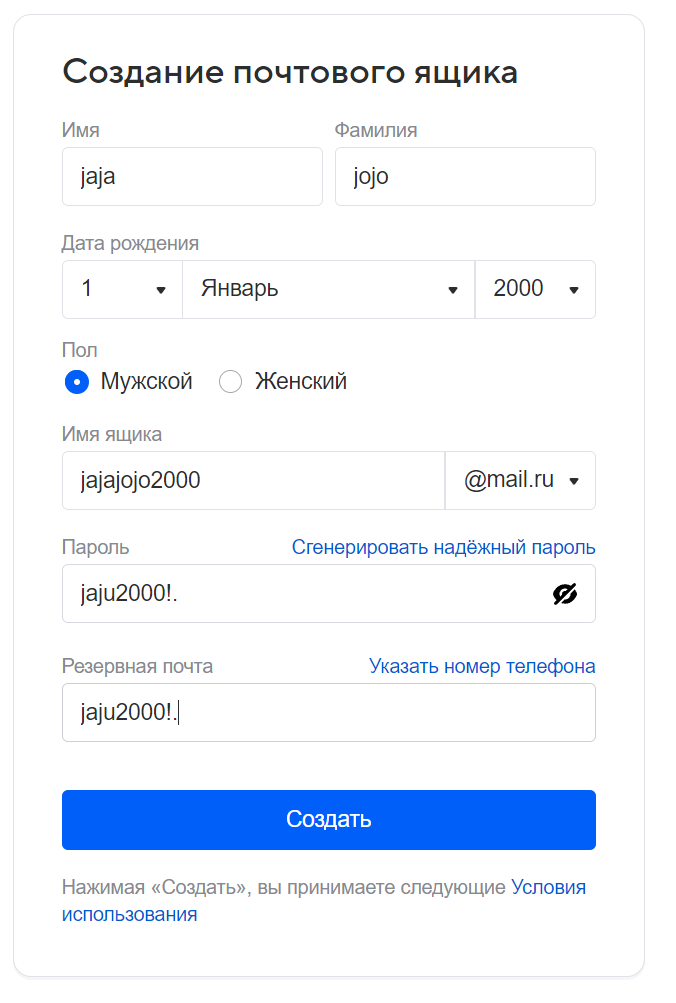 Создание почтового ящика
Имя Фамилия
jaja jojo
Дата рождения
1 Январь 2000
Пол
Мужской Женский
Имя ящика
jajajojo2000 @mail.ru
Пароль Сгенерировать надёжный пароль
jaju2000!.
Резервная почта Указать номер телефона
jaju2000!.
Создать
Нажимая «Создать», вы принимаете следующие Условия
использования